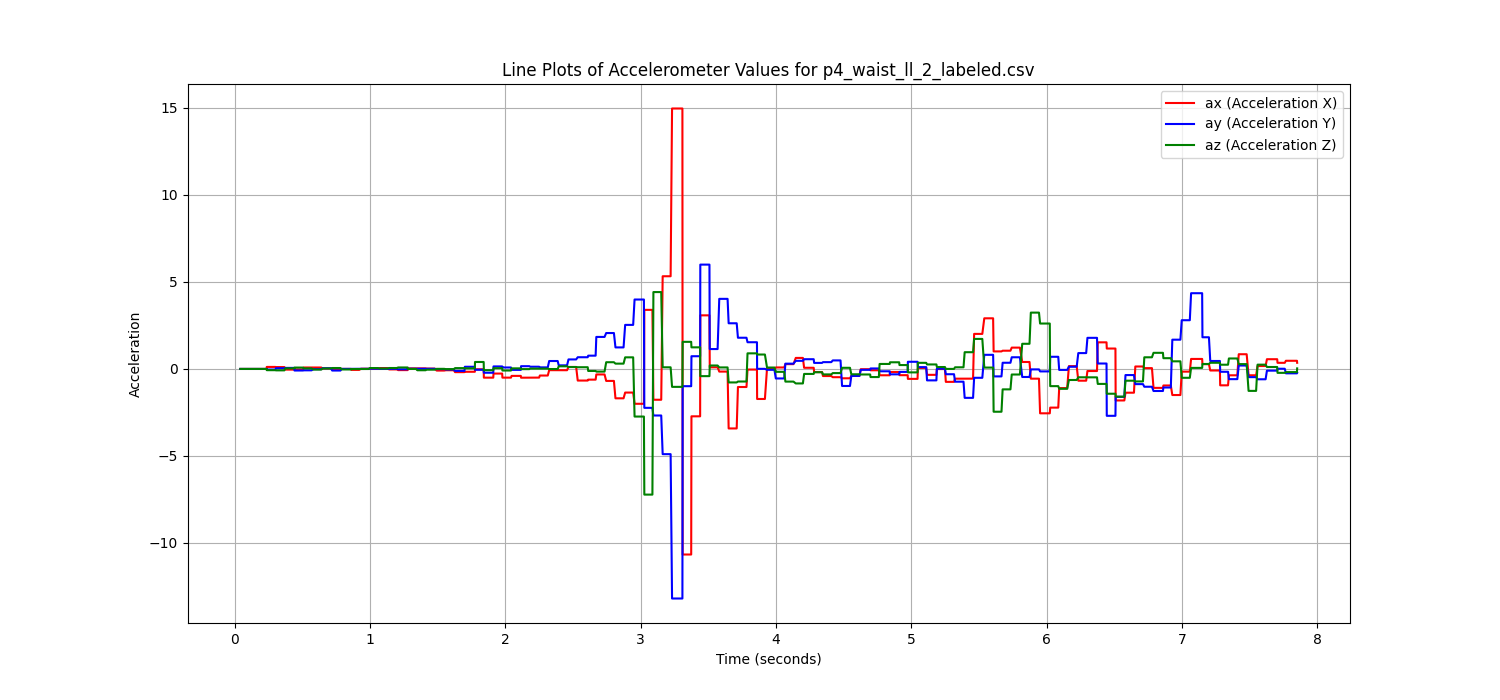 Line Plots of Accelerometer Values for p4_waist_ll_2_labeled.csv
ax (Acceleration X)
ay (Acceleration Y)
az (Acceleration Z)
Acceleration
15
10
5
0
−5
−10
0 1 2 3 4 5 6 7 8
Time (seconds)